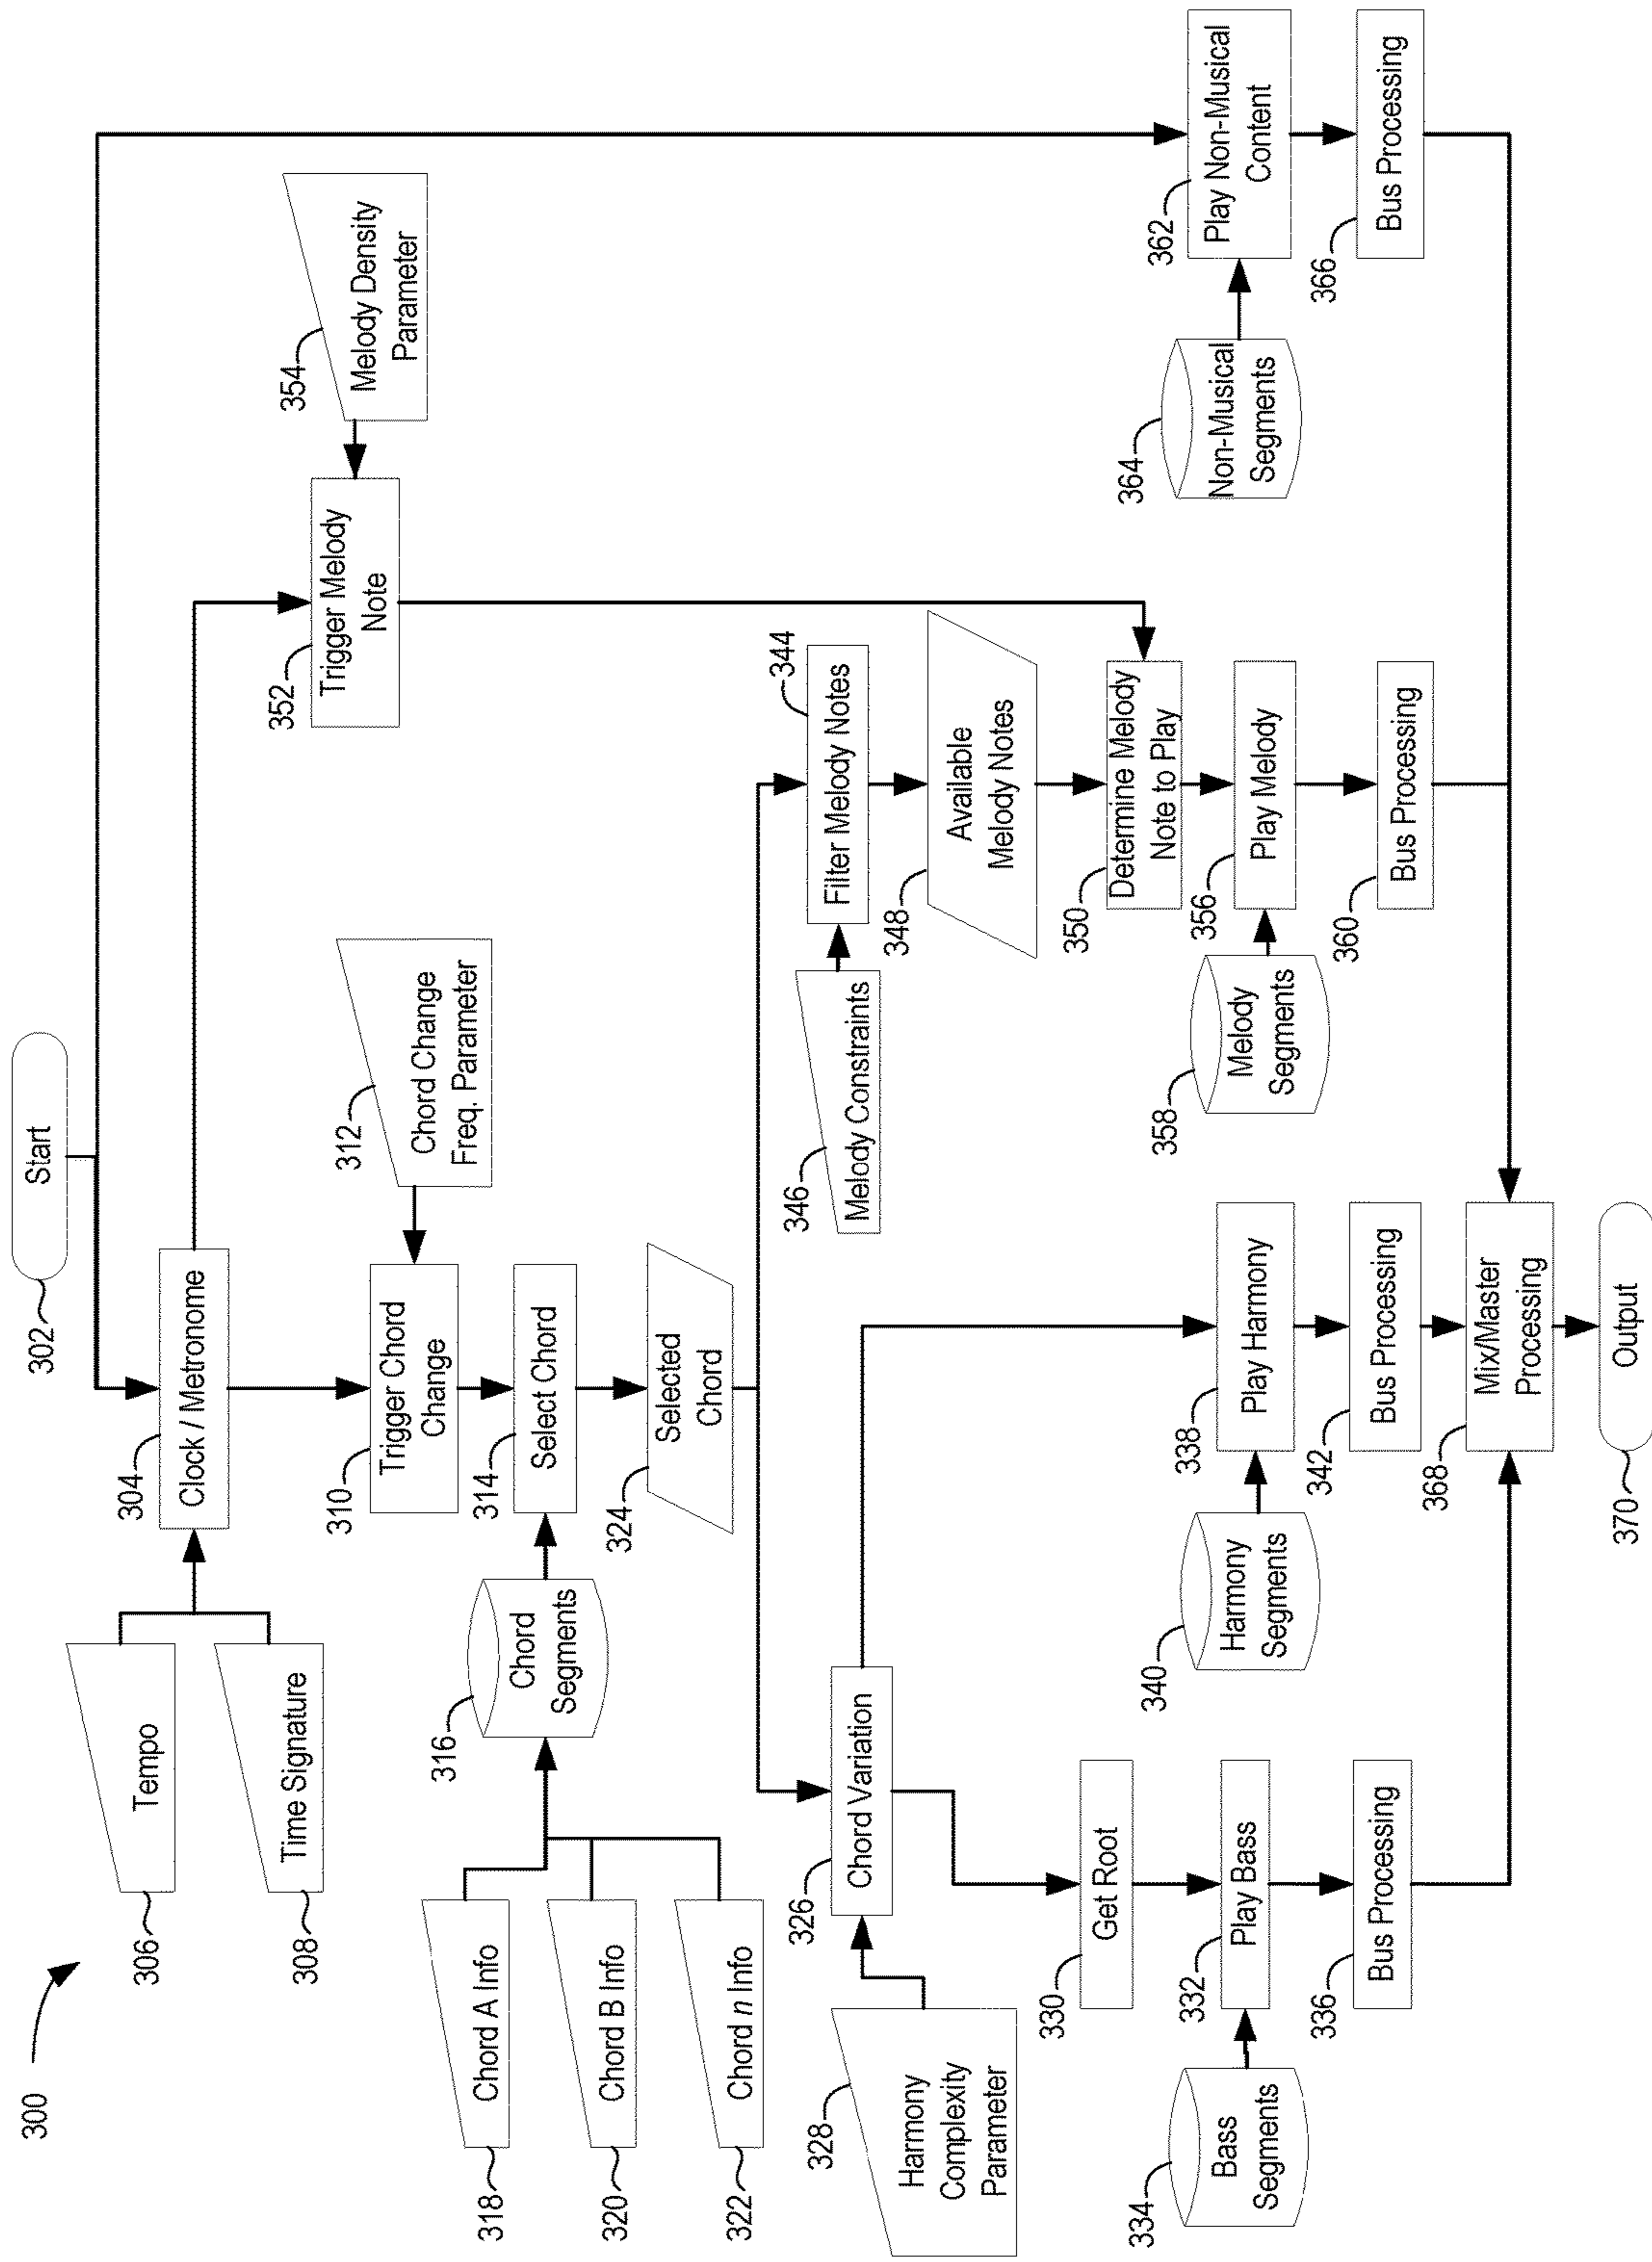 300
302
Start
306
Tempo
308
Time Signature
304
Clock / Metronome
354
Melody Density
Parameter
352
Trigger Melody
Note
312
Chord Change
Freq. Parameter
310
Trigger Chord
Change
318
Chord A Info
320
Chord B Info
322
Chord n Info
316
Chord
Segments
314
Select Chord
324
Selected
Chord
328
Harmony
Complexity
Parameter
326
Chord Variation
346
Melody Constraints
344
Filter Melody Notes
348
Available
Melody Notes
330
Get Root
350
Determine Melody
Note to Play
334
Bass
Segments
332
Play Bass
336
Bus Processing
340
Harmony
Segments
338
Play Harmony
342
Bus Processing
358
Melody
Segments
356
Play Melody
360
Bus Processing
364
Non-Musical
Segments
362
Play Non-Musical
Content
366
Bus Processing
368
Mix/Master
Processing
370
Output